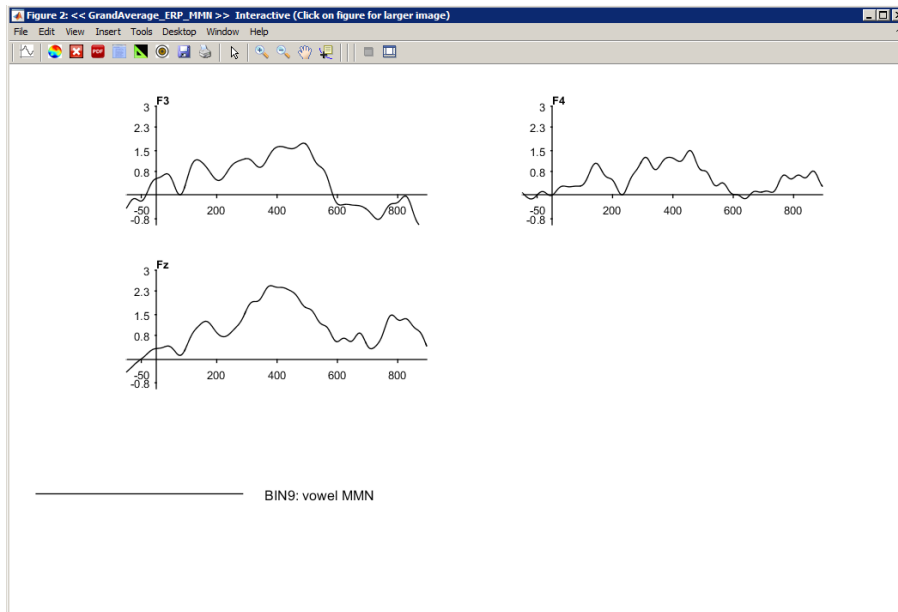 Figure 2: << GrandAverage_ERP_MMN >> Interactive (Click on figure for larger image)
File Edit View Insert Tools Desktop Window Help
PDF
F3
3
2.3
1.5
0.8
-0.8
-50 200 400 600 800
F4
3
2.3
1.5
0.8
-0.8
-50 200 400 600 800
Fz
3
2.3
1.5
0.8
-0.8
-50 200 400 600 800
BIN9: vowel MMN